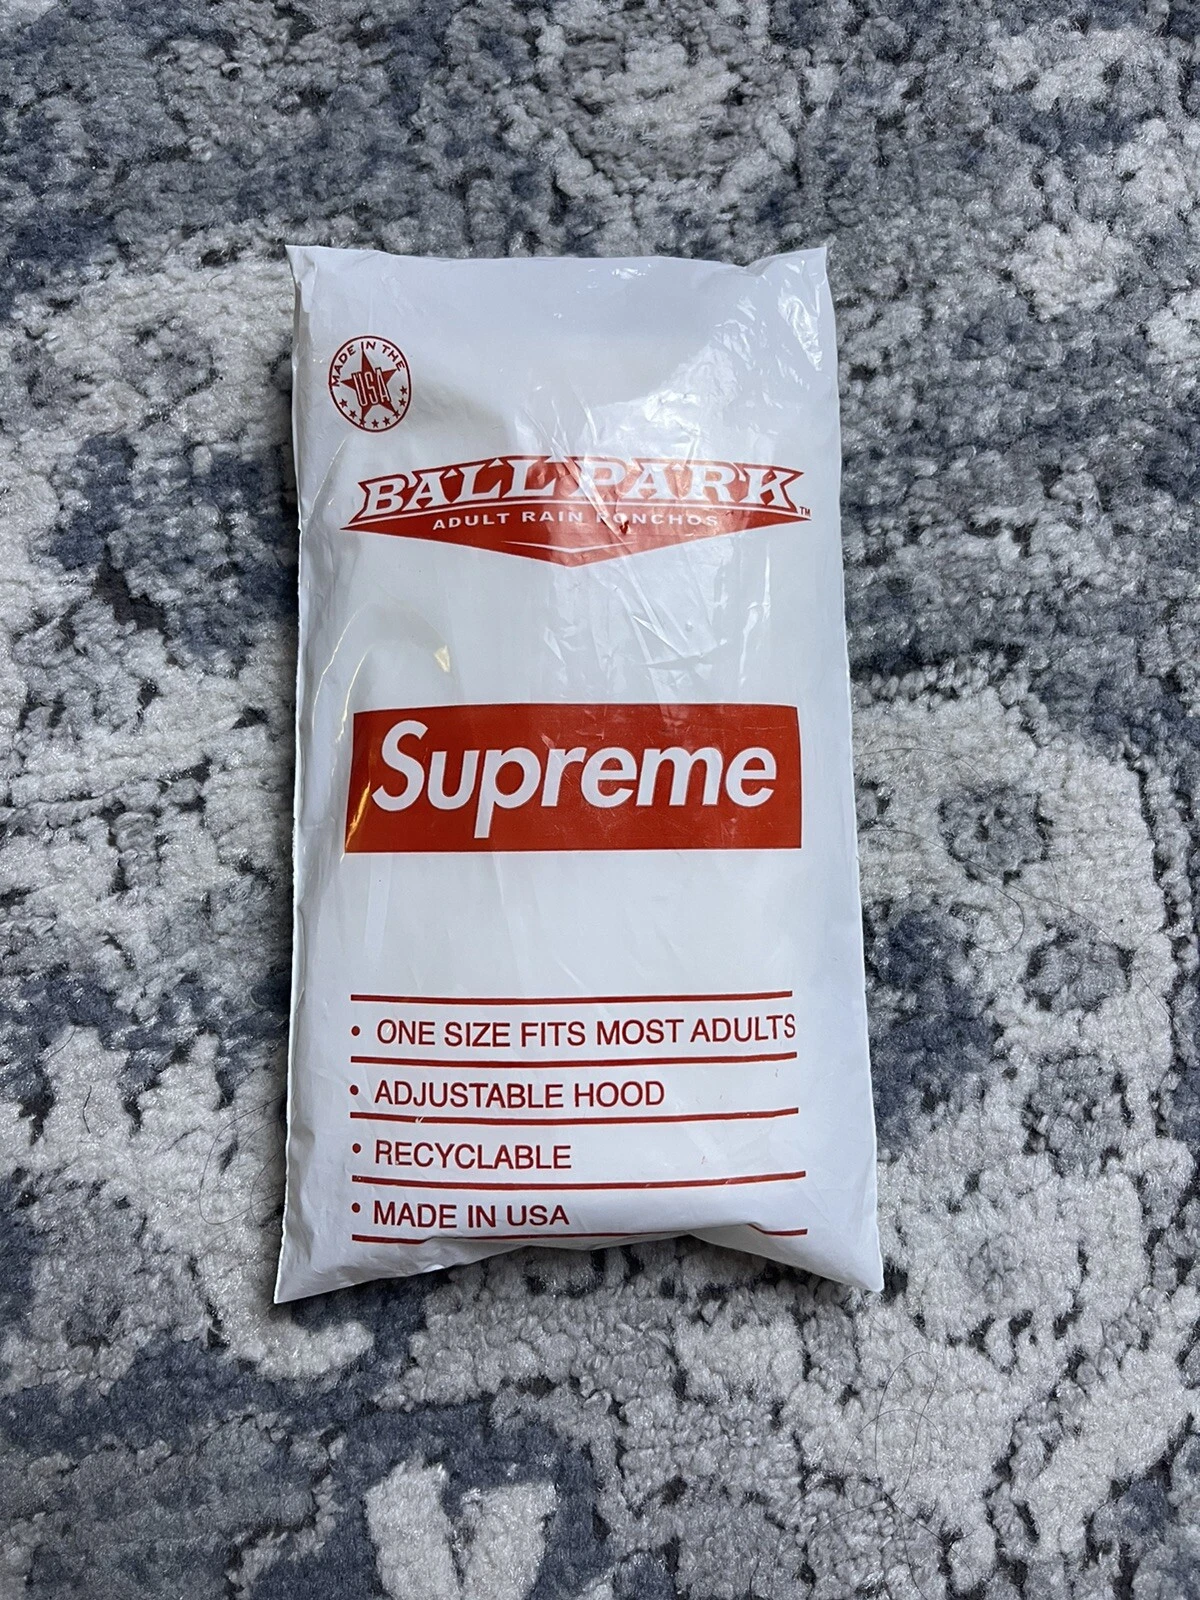 MADE IN THE
USA
BALL PARK™
ADULT RAIN PONCHOS
Supreme
• ONE SIZE FITS MOST ADULTS
• ADJUSTABLE HOOD
• RECYCLABLE
• MADE IN USA